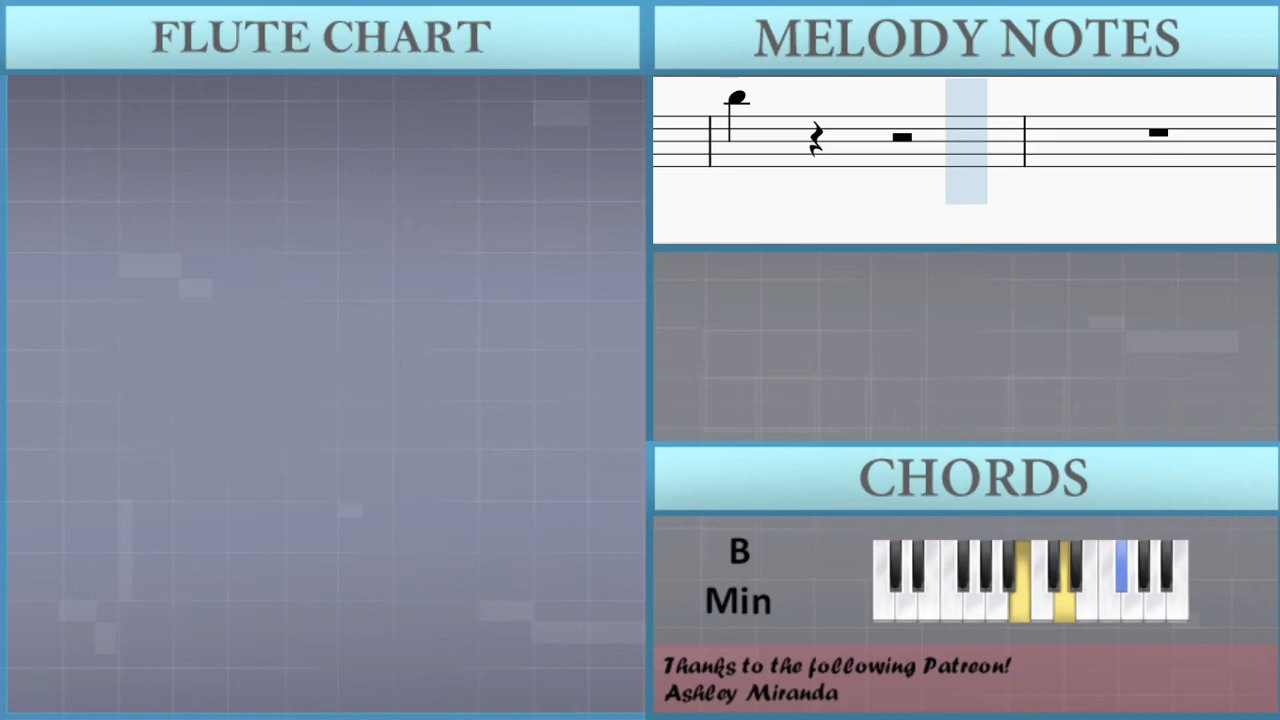 FLUTE CHART
MELODY NOTES
CHORDS
B
Min
Thanks to the following Patreon!
Ashley Miranda